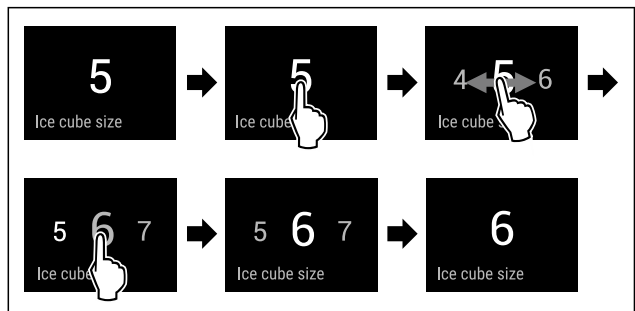 5
Ice cube size
5
Ice cub
4 5 6
Ice cube s
5 6 7
Ice cube
5 6 7
Ice cube size
6
Ice cube size